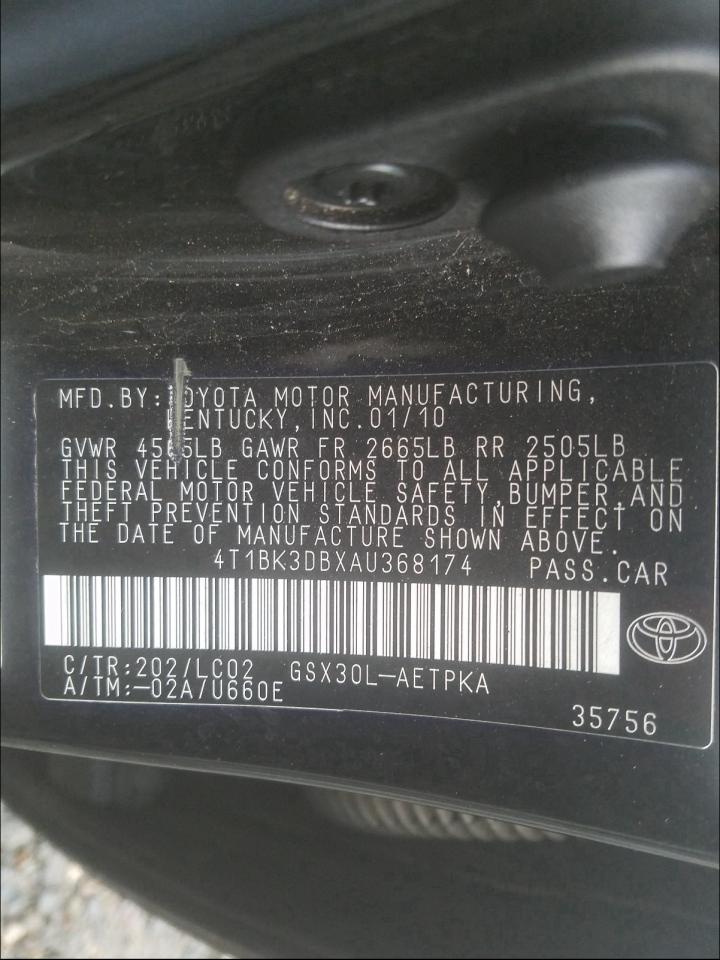 MFD. BY: TOYOTA MOTOR MANUFACTURING,
KENTUCKY, INC. 01/10
GVWR LB GAWR FR 2665LB RR 2505LB
THIS VEHICLE CONFORMS TO ALL APPLICABLE
FEDERAL MOTOR VEHICLE SAFETY, BUMPER, AND
THEFT PREVENTION STANDARDS IN EFFECT ON
THE DATE OF MANUFACTURE SHOWN ABOVE.
4T1BK3DBXAU368174 PASS. CAR
C/TR: 202/LC02 GSX30L-AETPKA
A/TM: -02A/U660E
35756